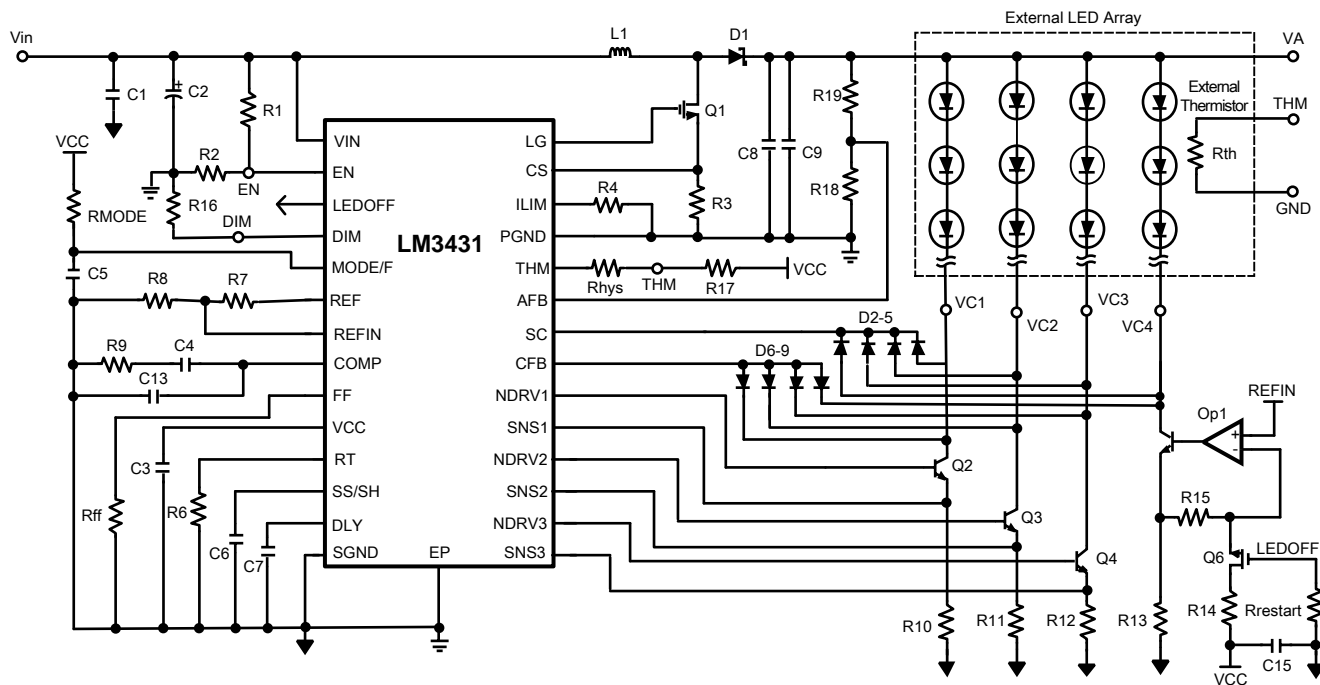 External LED Array
Vin
L1
D1
VA
C1
C2
R1
Q1
R19
External
Thermistor
THM
VCC
R2
EN
R16
RMODE
DIM
C8
C9
R18
Rth
GND
VIN
EN
LEDOFF
DIM
MODE/F
REF
REFIN
COMP
FF
VCC
RT
SS/SH
DLY
SGND
EP
LM3431
LG
CS
ILIM
PGND
THM
AFB
SC
CFB
NDRV1
SNS1
NDRV2
SNS2
NDRV3
SNS3
R4
R3
Rhys
THM
R17
VCC
C5
R8
R7
R9
C4
C13
C3
Rff
R6
C6
C7
VC1
VC2
VC3
VC4
D2-5
D6-9
REFIN
Op1
+
-
Q2
Q3
Q4
R15
Q6
LEDOFF
R10
R11
R12
R13
R14
Rrestart
C15
VCC